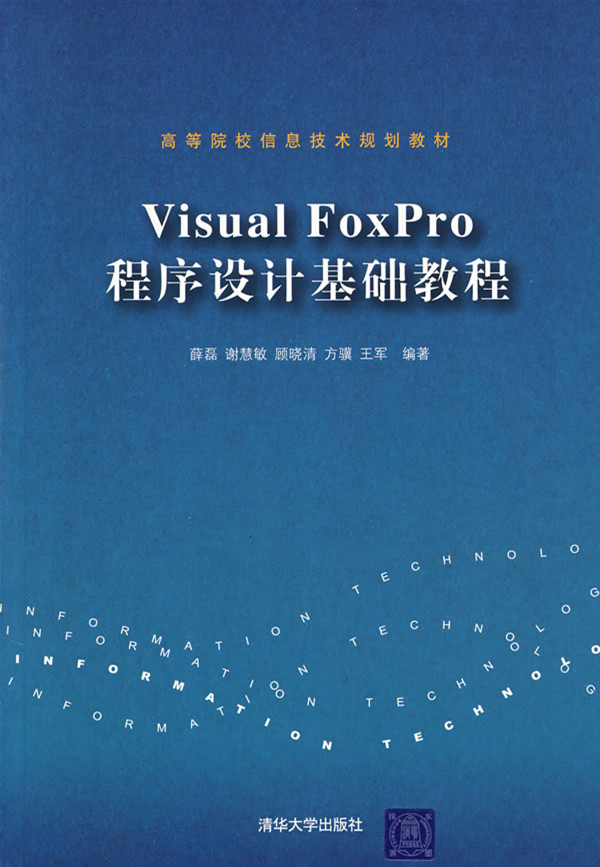 高等院校信息技术规划教材
Visual FoxPro
程序设计基础教程
薛磊 谢慧敏 顾晓清 方骥 王军 编著
INFORMATION TECHNOLO
INFORMATION TECHNOLOG
INFORMATION TECHNOLO
INFORMATION TECHNOLOG
清华大学出版社